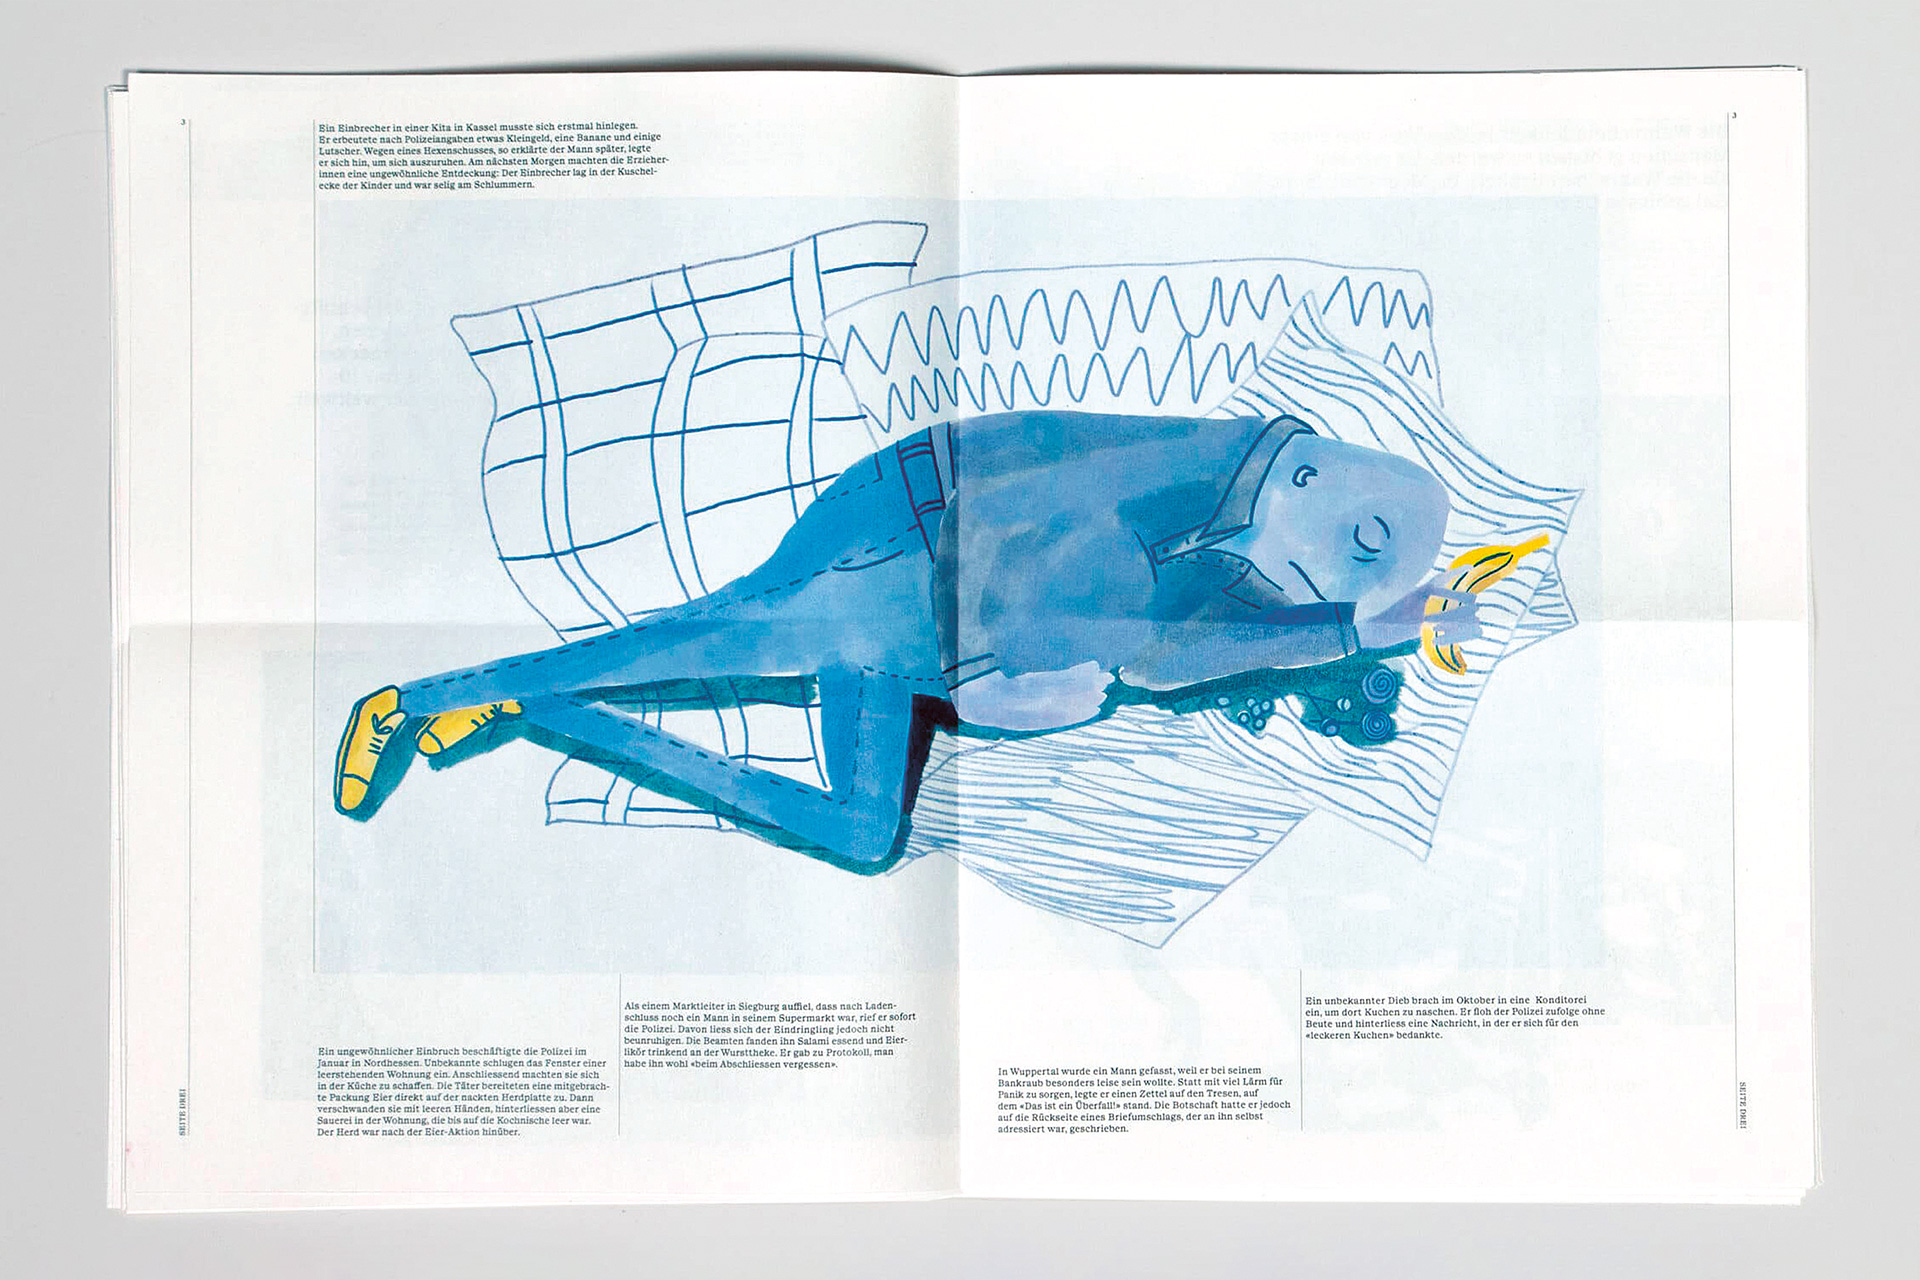 3
Ein Einbrecher in einer Kita in Kassel musste sich erstmal hinlegen.
Er erbeutete nach Polizeiangaben etwas Kleingeld, eine Banane und einige
Lutscher. Wegen eines Hexenschusses, so erklärte der Mann später, legte
er sich hin, um sich auszuruhen. Am nächsten Morgen machten die Erzieher-
innen eine ungewöhnliche Entdeckung: Der Einbrecher lag in der Kuschel-
ecke der Kinder und war selig am Schlummern.
3
Ein ungewöhnlicher Einbruch beschäftigte die Polizei im
Januar in Nordhessen. Unbekannte schlugen das Fenster einer
leerstehenden Wohnung ein. Anschliessend machten sie sich
in der Küche zu schaffen. Die Täter bereiteten eine mitgebrach-
te Packung Eier direkt auf der nackten Herdplatte zu. Dann
verschwanden sie mit leeren Händen, hinterliessen aber eine
Sauerei in der Wohnung, die bis auf die Kochnische leer war.
Der Herd war nach der Eier-Aktion hinüber.
Als einem Marktleiter in Siegburg auffiel, dass nach Laden-
schluss noch ein Mann in seinem Supermarkt war, rief er sofort
die Polizei. Davon liess sich der Eindringling jedoch nicht
beunruhigen. Die Beamten fanden ihn Salami essend und Eier-
likör trinkend an der Wursttheke. Er gab zu Protokoll, man
habe ihn wohl «beim Abschliessen vergessen».
In Wuppertal wurde ein Mann gefasst, weil er bei seinem
Bankraub besonders leise sein wollte. Statt mit viel Lärm für
Panik zu sorgen, legte er einen Zettel auf den Tresen, auf
dem «Das ist ein Überfall!» stand. Die Botschaft hatte er jedoch
auf die Rückseite eines Briefumschlags, der an ihn selbst
adressiert war, geschrieben.
Ein unbekannter Dieb brach im Oktober in eine Konditorei
ein, um dort Kuchen zu naschen. Er floh der Polizei zufolge ohne
Beute und hinterliess eine Nachricht, in der er sich für den
«leckeren Kuchen» bedankte.
SEITE DREI
SEITE DREI